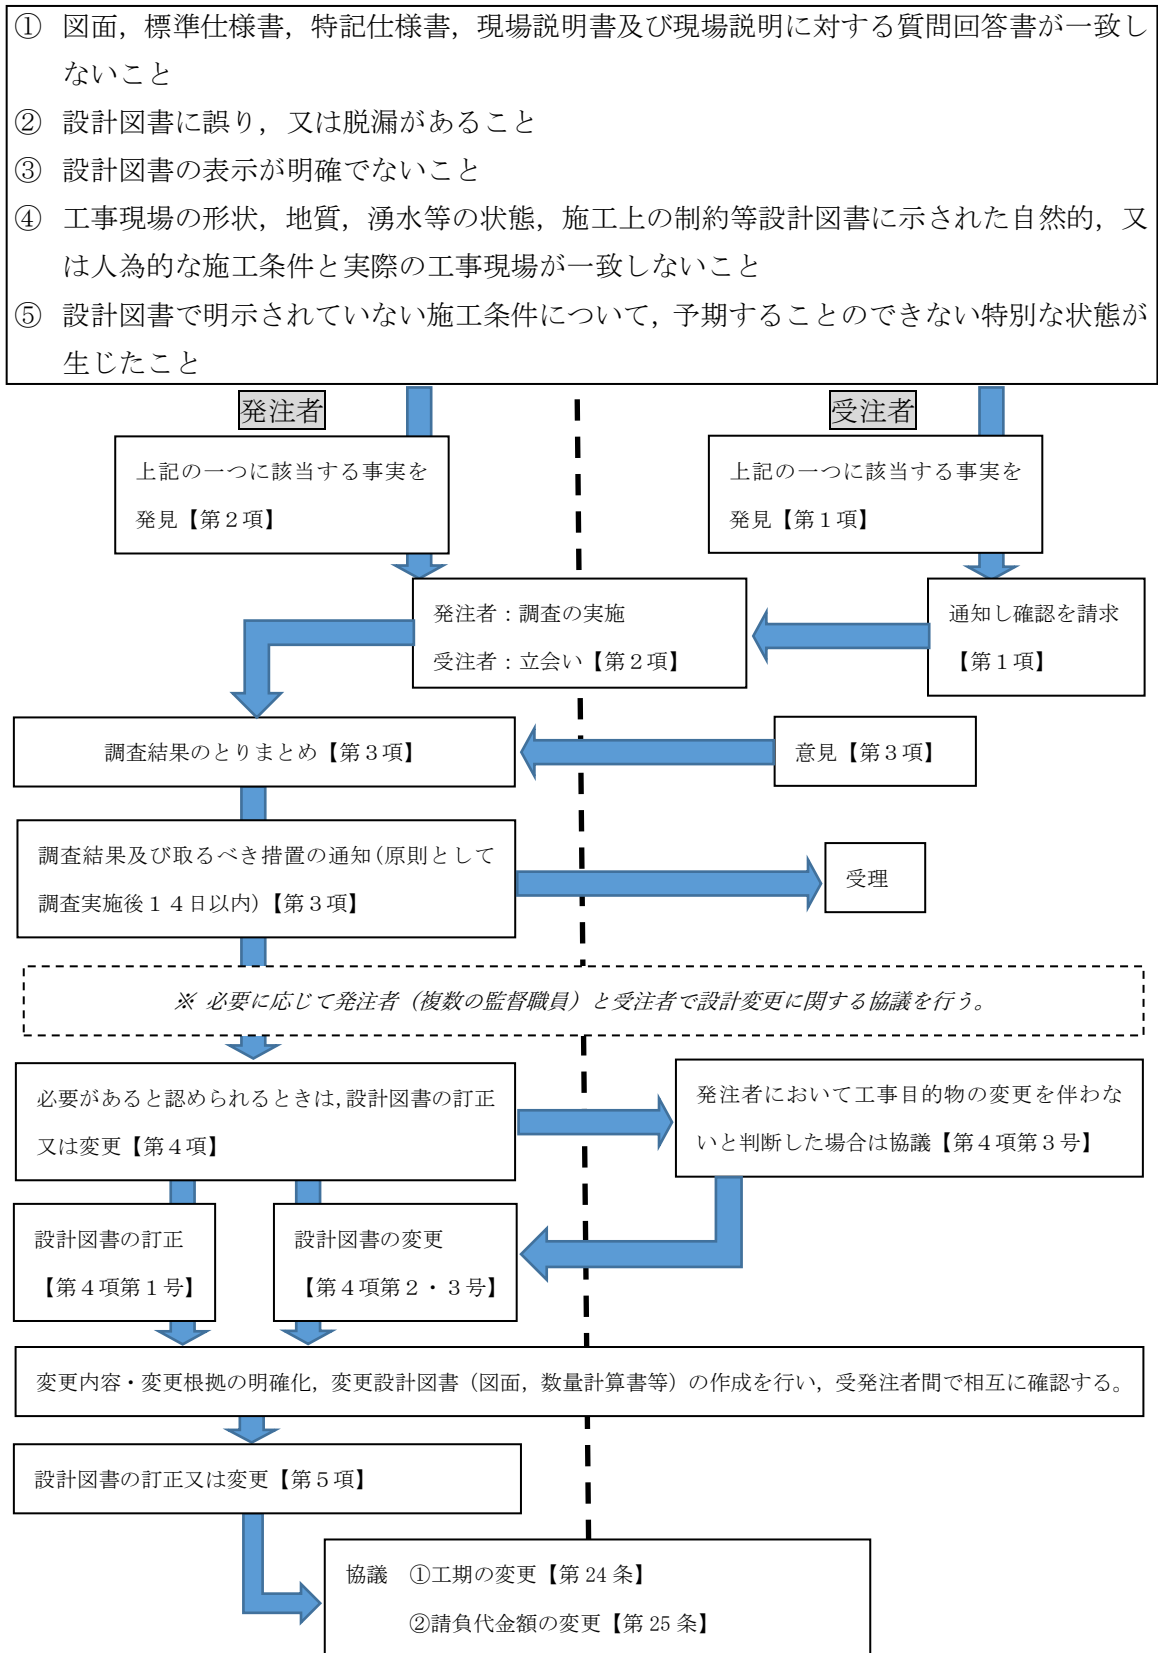 ① 図面，標準仕様書，特記仕様書，現場説明書及び現場説明に対する質問回答書が一致し
ないこと
② 設計図書に誤り，又は脱漏があること
③ 設計図書の表示が明確でないこと
④ 工事現場の形状，地質，湧水等の状態，施工上の制約等設計図書に示された自然的，又
は人為的な施工条件と実際の工事現場が一致しないこと
⑤ 設計図書で明示されていない施工条件について，予期することのできない特別な状態が
生じたこと
発注者
受注者
上記の一つに該当する事実を
発見【第２項】
上記の一つに該当する事実を
発見【第１項】
発注者：調査の実施
受注者：立会い【第２項】
通知し確認を請求
【第１項】
調査結果のとりまとめ【第３項】
意見【第３項】
調査結果及び取るべき措置の通知(原則として
調査実施後１４日以内)【第３項】
受理
※ 必要に応じて発注者（複数の監督職員）と受注者で設計変更に関する協議を行う。
必要があると認められるときは，設計図書の訂正
又は変更【第４項】
発注者において工事目的物の変更を伴わな
いと判断した場合は協議【第４項第３号】
設計図書の訂正
【第４項第１号】
設計図書の変更
【第４項第２・３号】
変更内容・変更根拠の明確化，変更設計図書（図面，数量計算書等）の作成を行い，受発注者間で相互に確認する。
設計図書の訂正又は変更【第５項】
協議 ①工期の変更【第 24 条】
②請負代金額の変更【第 25 条】